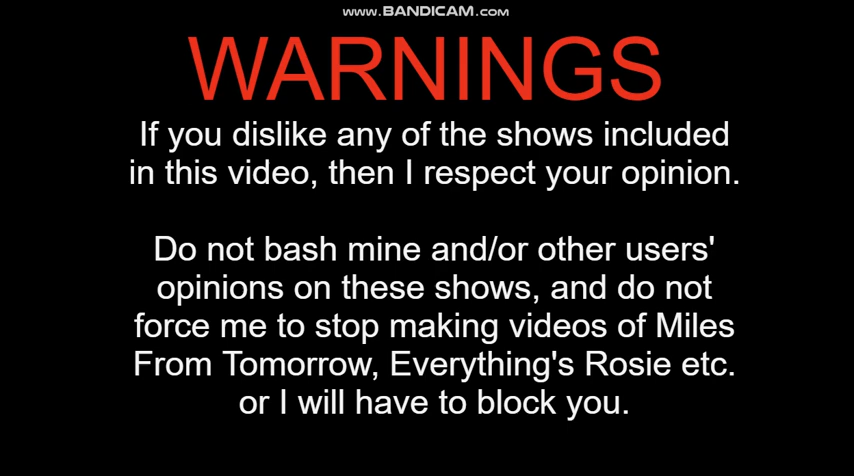 www.BANDICAM.com
WARNINGS
If you dislike any of the shows included
in this video, then I respect your opinion.
Do not bash mine and/or other users'
opinions on these shows, and do not
force me to stop making videos of Miles
From Tomorrow, Everything's Rosie etc.
or I will have to block you.